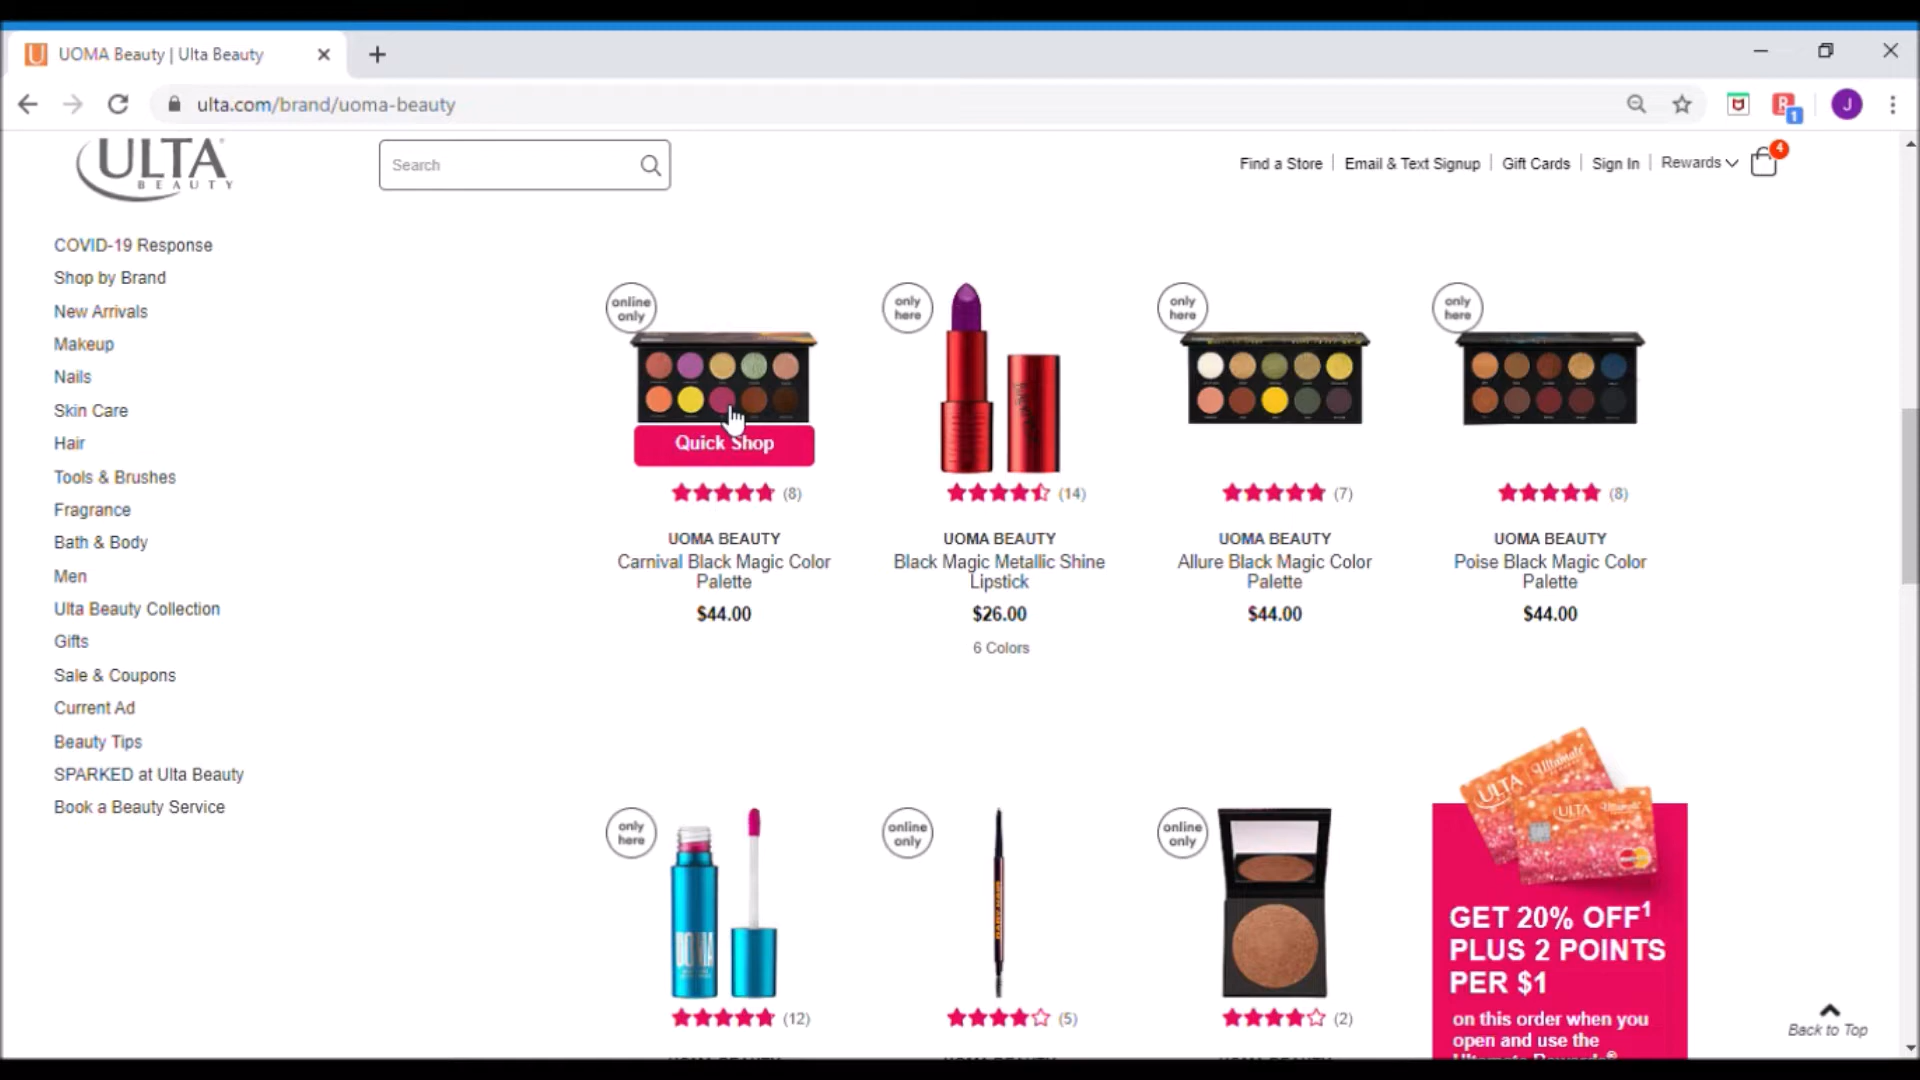 UOMA Beauty | Ulta Beauty
ulta.com/brand/uoma-beauty
1
J
ULTA
BEAUTY
Search
Find a Store
Email & Text Signup
Gift Cards
Sign In
Rewards
4
COVID-19 Response
Shop by Brand
New Arrivals
Makeup
Nails
Skin Care
Hair
Tools & Brushes
Fragrance
Bath & Body
Men
Ulta Beauty Collection
Gifts
Sale & Coupons
Current Ad
Beauty Tips
SPARKED at Ulta Beauty
Book a Beauty Service
online
only
Quick Shop
(8)
UOMA BEAUTY
Carnival Black Magic Color
Palette
$44.00
only
here
(14)
UOMA BEAUTY
Black Magic Metallic Shine
Lipstick
$26.00
6 Colors
only
here
(7)
UOMA BEAUTY
Allure Black Magic Color
Palette
$44.00
only
here
(8)
UOMA BEAUTY
Poise Black Magic Color
Palette
$44.00
only
here
UOMA
(12)
online
only
(5)
online
only
(2)
ULTA
Ultamate
ULTA
GET 20% OFF1
PLUS 2 POINTS
PER $1
on this order when you
open and use the
Back to Top